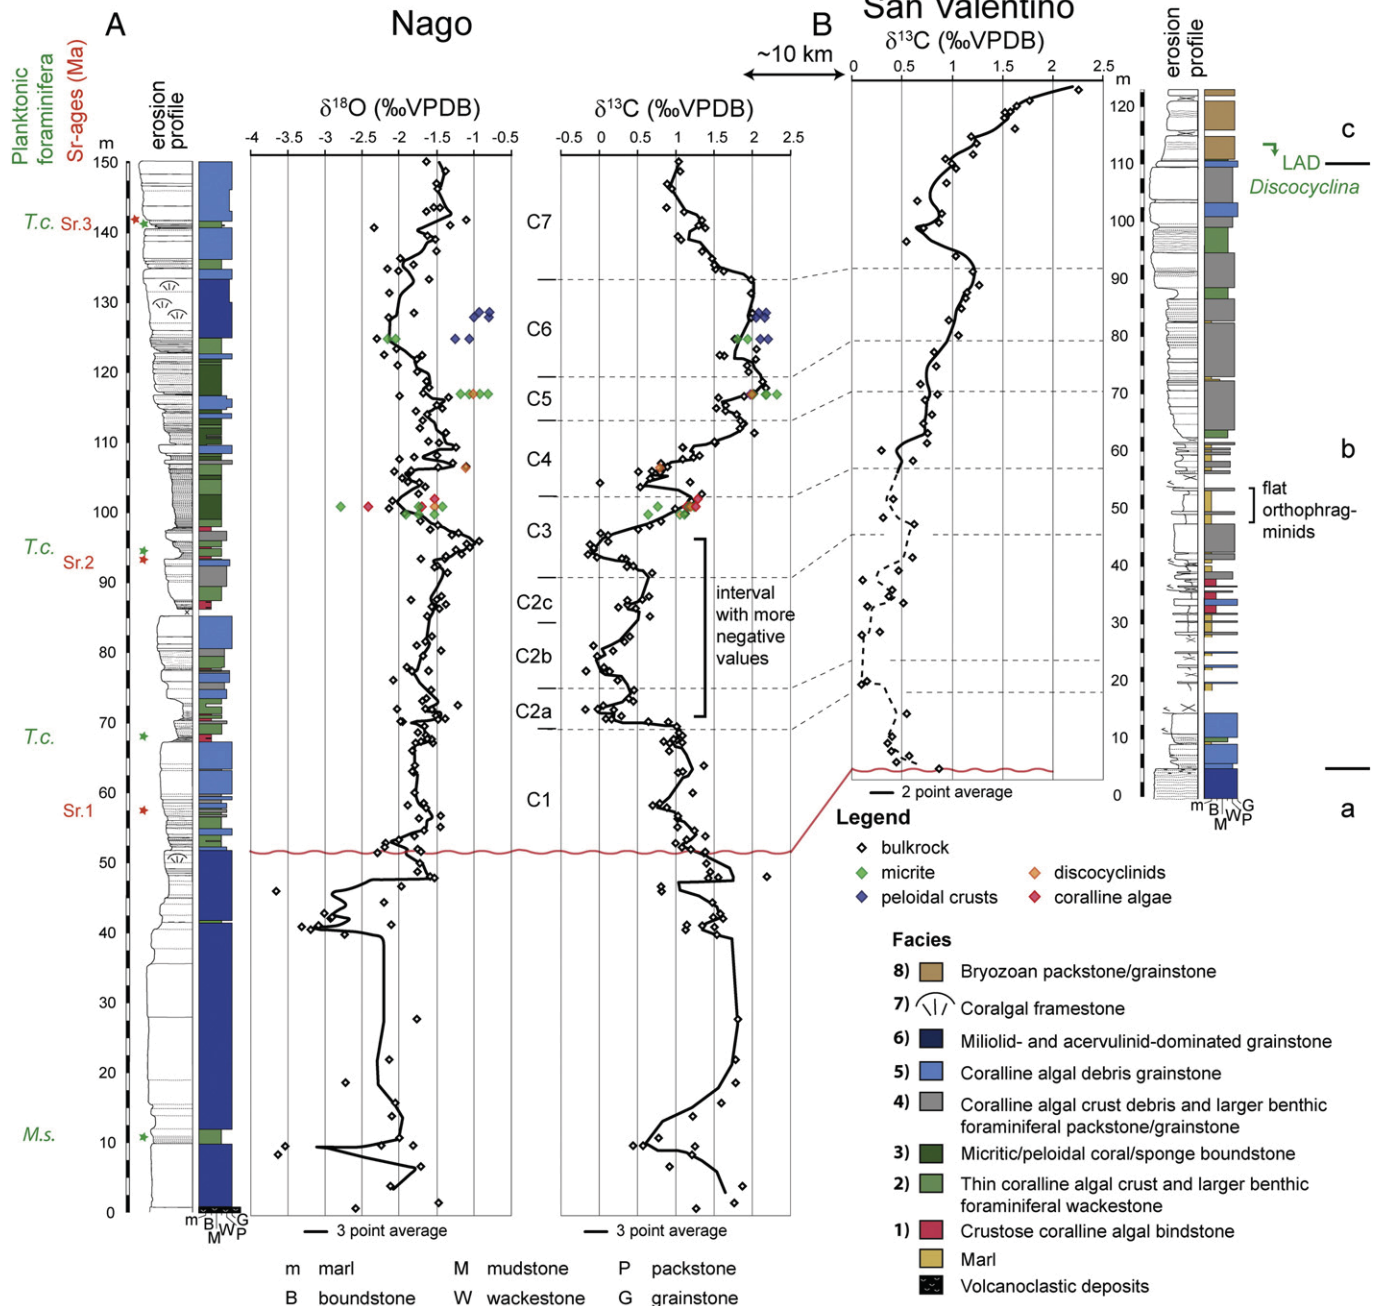 A
Nago
B
San Valentino
δ13C (‰VPDB)
~10 km
Planktonic
foraminifera
Sr-ages (Ma)
erosion
profile
δ18O (‰VPDB)
δ13C (‰VPDB)
erosion
profile
0 0.5 1 1.5 2 2.5
m
m
-4 -3.5 -3 -2.5 -2 -1.5 -1 -0.5
-0.5 0 0.5 1 1.5 2 2.5
150
140
130
120
110
100
90
80
70
60
50
40
30
20
10
0
T.c. Sr.3
T.c.
Sr.2
T.c.
Sr.1
M.s.
m B M W P G
C7
C6
C5
C4
C3
C2c
C2b
C2a
C1
interval
with more
negative
values
3 point average
3 point average
2 point average
120
110
100
90
80
70
60
50
40
30
20
10
0
m B M W P G
c
LAD
Discocyclina
b
flat
orthophrag-
minids
a
Legend
bulkrock
micrite
discocyclinids
peloidal crusts
coralline algae
Facies
8) Bryozoan packstone/grainstone
7) Coralgal framestone
6) Miliolid- and acervulinid-dominated grainstone
5) Coralline algal debris grainstone
4) Coralline algal crust debris and larger benthic
foraminiferal packstone/grainstone
3) Micritic/peloidal coral/sponge boundstone
2) Thin coralline algal crust and larger benthic
foraminiferal wackestone
1) Crustose coralline algal bindstone
Marl
Volcanoclastic deposits
m marl M mudstone P packstone
B boundstone W wackestone G grainstone